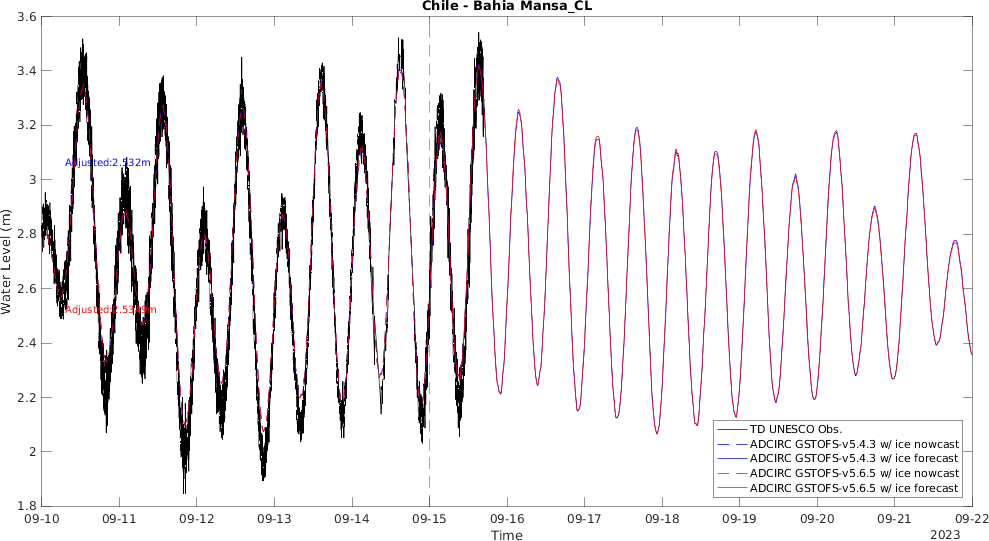 Chile - Bahia Mansa_CL
3.6
3.4
3.2
3
2.8
2.6
2.4
2.2
2
1.8
Water Level (m)
Adjusted:2.532m
TD UNESCO Obs.
ADCIRC GSTOFS-v5.4.3 w/ ice nowcast
ADCIRC GSTOFS-v5.4.3 w/ ice forecast
ADCIRC GSTOFS-v5.6.5 w/ ice nowcast
ADCIRC GSTOFS-v5.6.5 w/ ice forecast
09-10 09-11 09-12 09-13 09-14 09-15 09-16 09-17 09-18 09-19 09-20 09-21 09-22
Time
2023